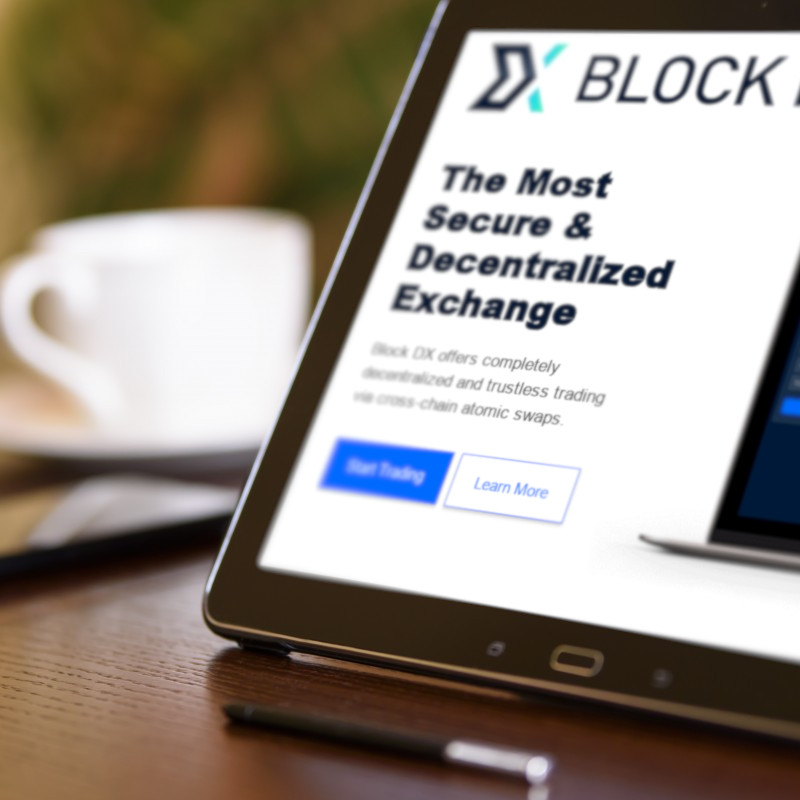 DX BLOCK
The Most
Secure &
Decentralized
Exchange
Block DX offers completely
decentralized and trustless trading
via cross-chain atomic swaps.
Start Trading
Learn More